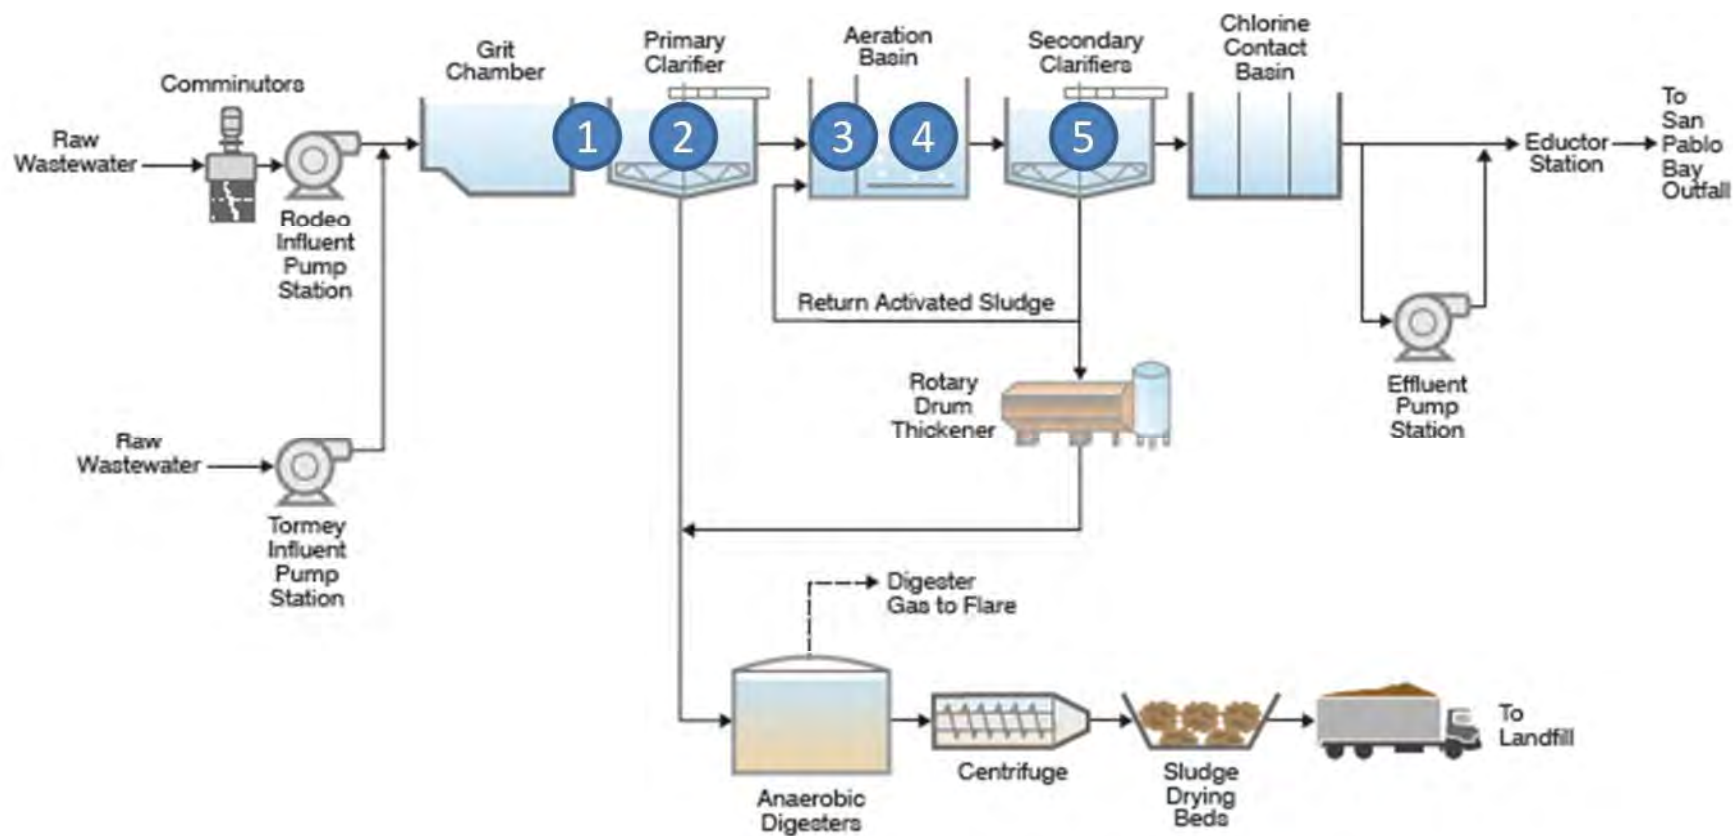 Comminutors
Raw
Wastewater
Rodeo
Influent
Pump
Station
Grit
Chamber
1
Primary
Clarifier
2
Aeration
Basin
3
4
Secondary
Clarifiers
5
Chlorine
Contact
Basin
Eductor
Station
To
San
Pablo
Bay
Outfall
Return Activated Sludge
Rotary
Drum
Thickener
Effluent
Pump
Station
Raw
Wastewater
Tormey
Influent
Pump
Station
Digester
Gas to Flare
Anaerobic
Digesters
Centrifuge
Sludge
Drying
Beds
To
Landfill